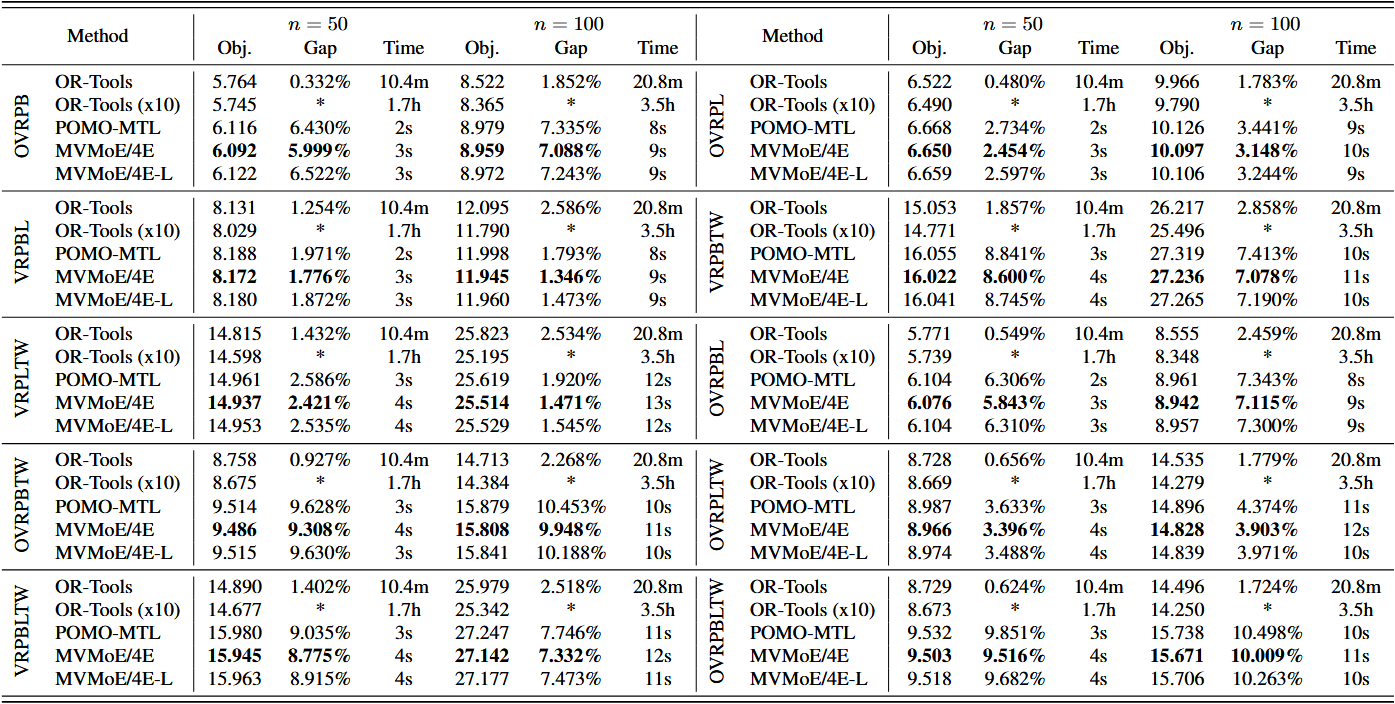 Method n = 50 n = 100 Method n = 50 n = 100
Obj. Gap Time Obj. Gap Time Obj. Gap Time Obj. Gap Time
OVRPB OVRPL
OR-Tools 5.764 0.332% 10.4m 8.522 1.852% 20.8m OR-Tools 6.522 0.480% 10.4m 9.966 1.783% 20.8m
OR-Tools (x10) 5.745 * 1.7h 8.365 * 3.5h OR-Tools (x10) 6.490 * 1.7h 9.790 * 3.5h
POMO-MTL 6.116 6.430% 2s 8.979 7.335% 8s POMO-MTL 6.668 2.734% 2s 10.126 3.441% 9s
MVMoE/4E 6.092 5.999% 3s 8.959 7.088% 9s MVMoE/4E 6.650 2.454% 3s 10.097 3.148% 10s
MVMoE/4E-L 6.122 6.522% 3s 8.972 7.243% 9s MVMoE/4E-L 6.659 2.597% 3s 10.106 3.244% 9s
VRPBL VRPBTW
OR-Tools 8.131 1.254% 10.4m 12.095 2.586% 20.8m OR-Tools 15.053 1.857% 10.4m 26.217 2.858% 20.8m
OR-Tools (x10) 8.029 * 1.7h 11.790 * 3.5h OR-Tools (x10) 14.771 * 1.7h 25.496 * 3.5h
POMO-MTL 8.188 1.971% 2s 11.998 1.793% 8s POMO-MTL 16.055 8.841% 3s 27.319 7.413% 10s
MVMoE/4E 8.172 1.776% 3s 11.945 1.346% 9s MVMoE/4E 16.022 8.600% 4s 27.236 7.078% 11s
MVMoE/4E-L 8.180 1.872% 3s 11.960 1.473% 9s MVMoE/4E-L 16.041 8.745% 4s 27.265 7.190% 10s
VRPLTW OVRPBL
OR-Tools 14.815 1.432% 10.4m 25.823 2.534% 20.8m OR-Tools 5.771 0.549% 10.4m 8.555 2.459% 20.8m
OR-Tools (x10) 14.598 * 1.7h 25.195 * 3.5h OR-Tools (x10) 5.739 * 1.7h 8.348 * 3.5h
POMO-MTL 14.961 2.586% 3s 25.619 1.920% 12s POMO-MTL 6.104 6.306% 2s 8.961 7.343% 8s
MVMoE/4E 14.937 2.421% 4s 25.514 1.471% 13s MVMoE/4E 6.076 5.843% 3s 8.942 7.115% 9s
MVMoE/4E-L 14.953 2.535% 4s 25.529 1.545% 12s MVMoE/4E-L 6.104 6.310% 3s 8.957 7.300% 9s
OVRPBTW OVRPLTW
OR-Tools 8.758 0.927% 10.4m 14.713 2.268% 20.8m OR-Tools 8.728 0.656% 10.4m 14.535 1.779% 20.8m
OR-Tools (x10) 8.675 * 1.7h 14.384 * 3.5h OR-Tools (x10) 8.669 * 1.7h 14.279 * 3.5h
POMO-MTL 9.514 9.628% 3s 15.879 10.453% 10s POMO-MTL 8.987 3.633% 3s 14.896 4.374% 11s
MVMoE/4E 9.486 9.308% 4s 15.808 9.948% 11s MVMoE/4E 8.966 3.396% 4s 14.828 3.903% 12s
MVMoE/4E-L 9.515 9.630% 3s 15.841 10.188% 10s MVMoE/4E-L 8.974 3.488% 4s 14.839 3.971% 10s
VRPBLTW OVRPBLTW
OR-Tools 14.890 1.402% 10.4m 25.979 2.518% 20.8m OR-Tools 8.729 0.624% 10.4m 14.496 1.724% 20.8m
OR-Tools (x10) 14.677 * 1.7h 25.342 * 3.5h OR-Tools (x10) 8.673 * 1.7h 14.250 * 3.5h
POMO-MTL 15.980 9.035% 3s 27.247 7.746% 11s POMO-MTL 9.532 9.851% 3s 15.738 10.498% 10s
MVMoE/4E 15.945 8.775% 4s 27.142 7.332% 12s MVMoE/4E 9.503 9.516% 4s 15.671 10.009% 11s
MVMoE/4E-L 15.963 8.915% 4s 27.177 7.473% 11s MVMoE/4E-L 9.518 9.682% 4s 15.706 10.263% 10s